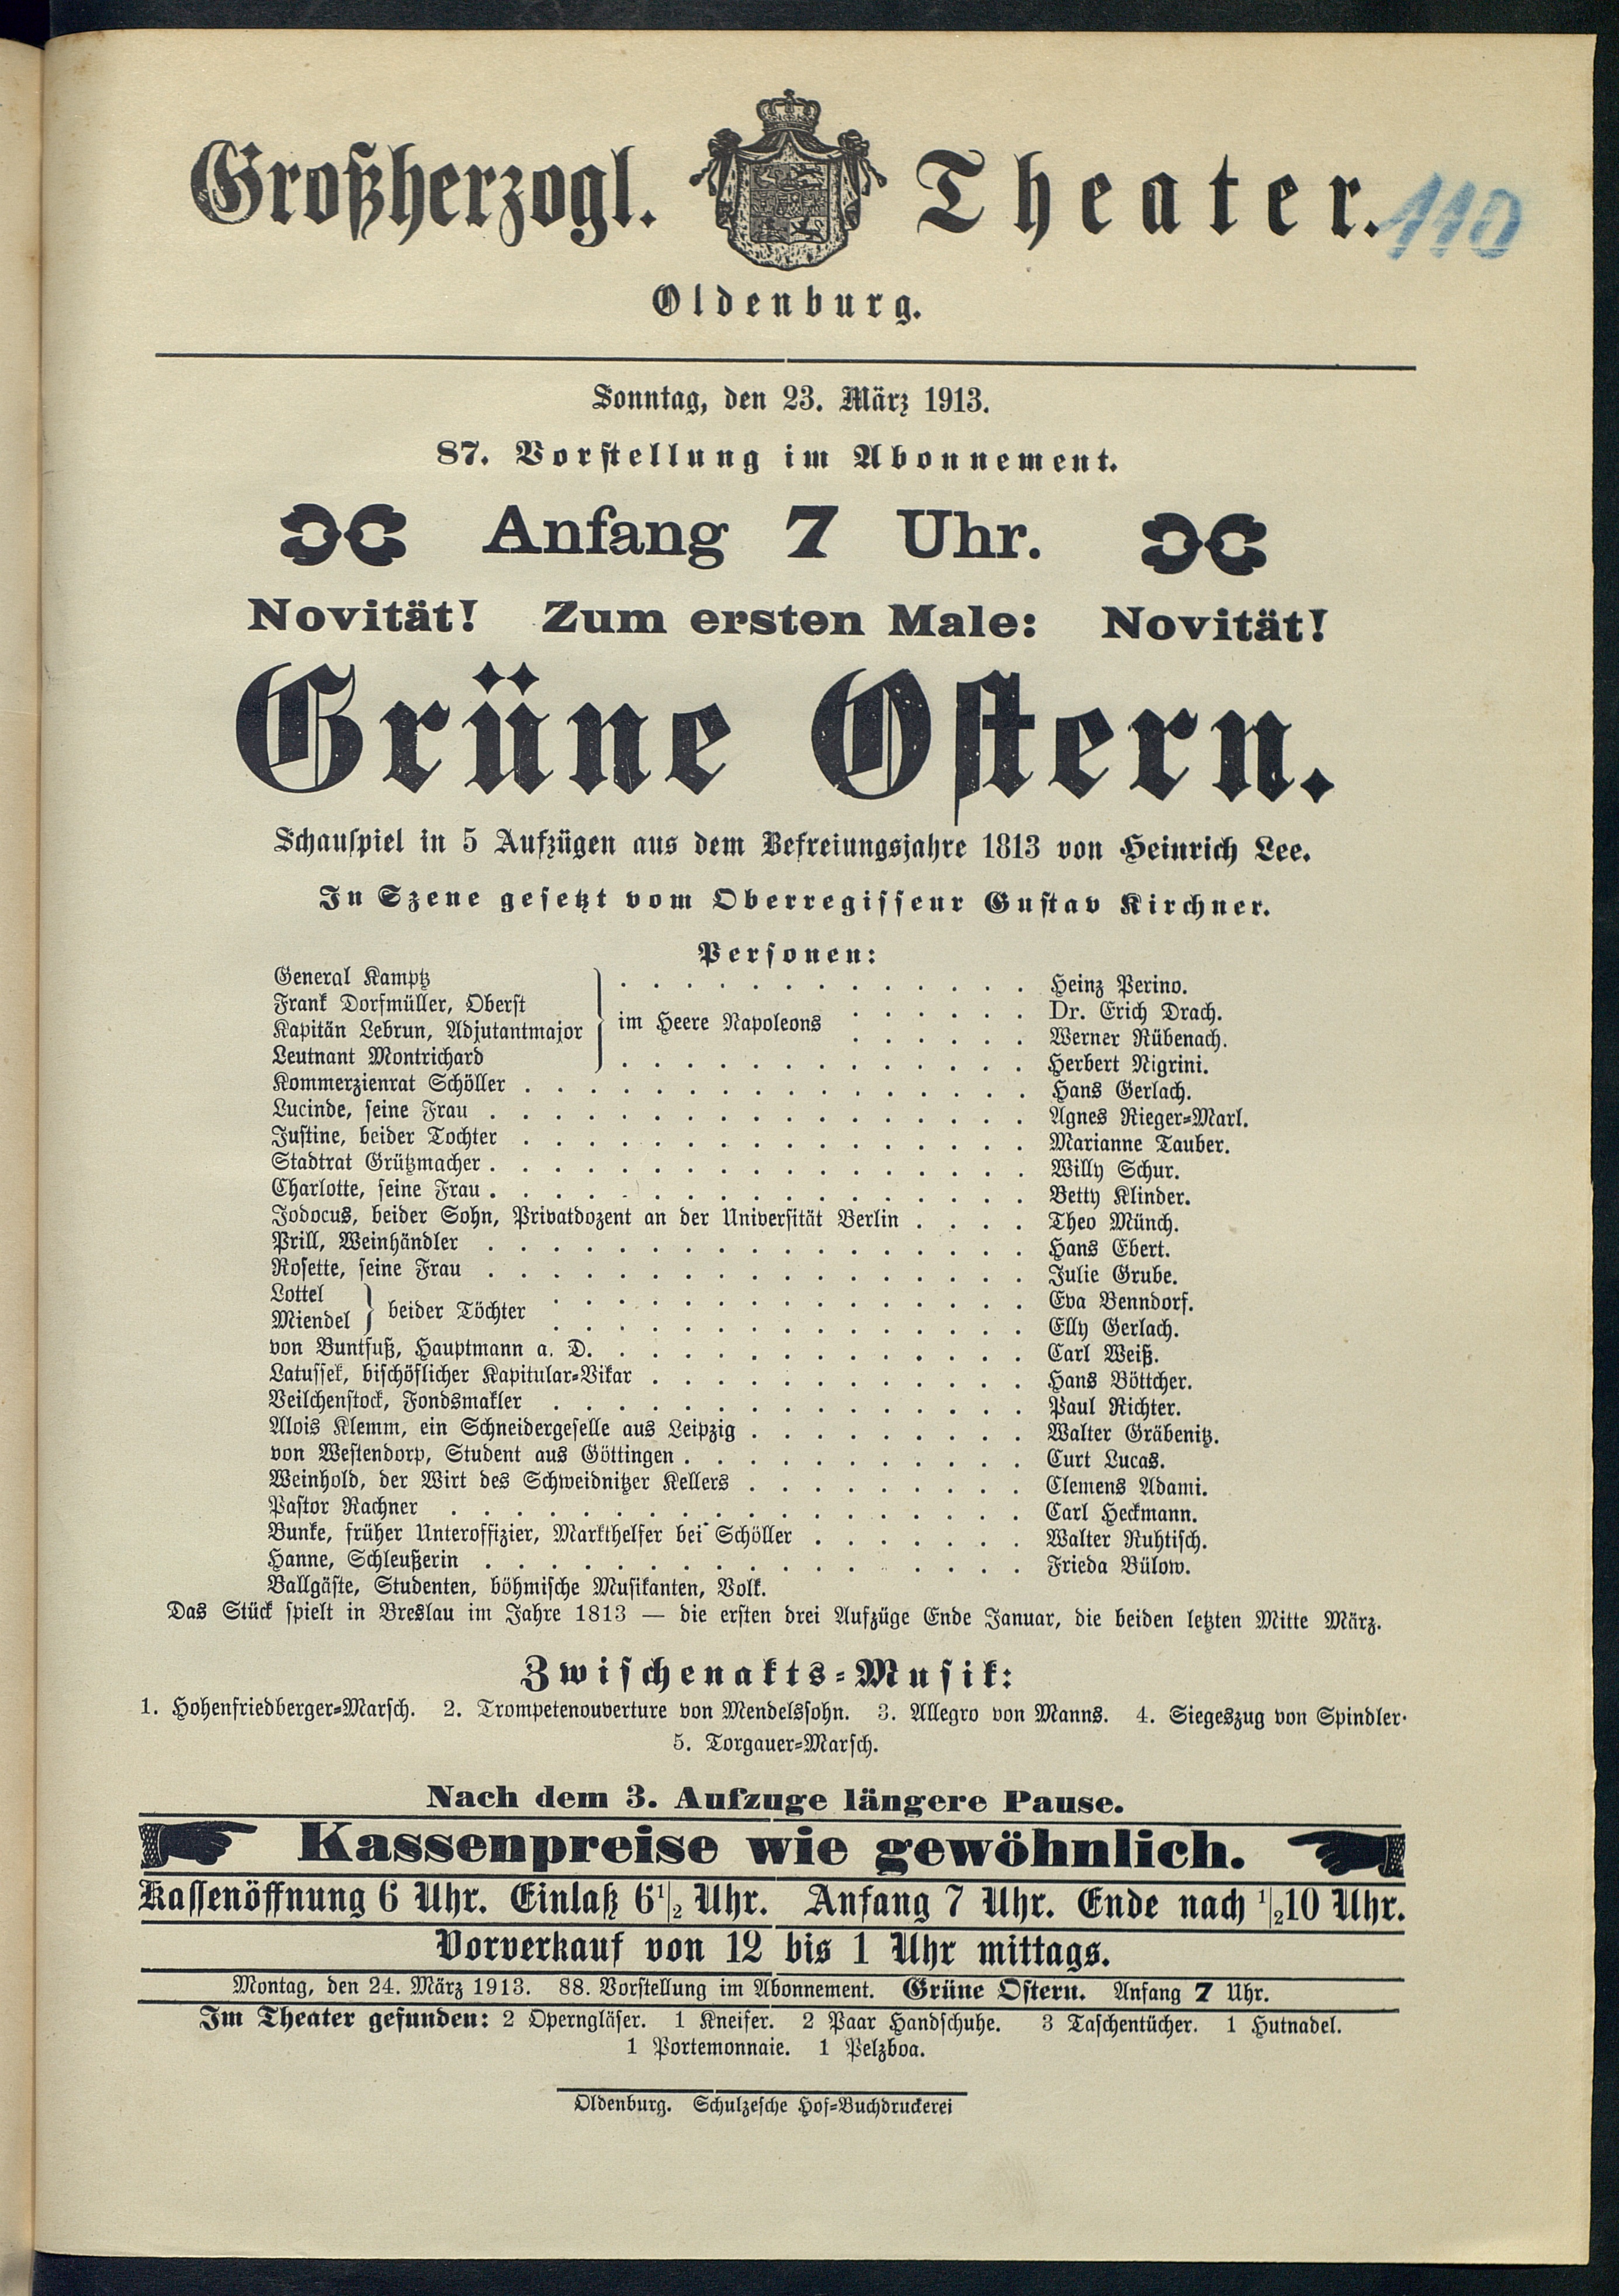 Großherzogl. Theater.
110
Oldenburg.
Sonntag, den 23. März 1913.
87. Vorstellung im Abonnement.
Anfang 7 Uhr.
Novität! Zum ersten Male: Novität!
Grüne Ostern.
Schauspiel in 5 Aufzügen aus dem Befreiungsjahre 1813 von Heinrich Lee.
In Szene gesetzt vom Oberregisseur Gustav Kirchner.
Personen:
General Kamptz . . . . . . . . . . . . . Heinz Perino.
Frank Dorfmüller, Oberst . . . . . . Dr. Erich Drach.
im Heere Napoleons
Kapitän Lebrun, Adjutantmajor . . . . . . Werner Rübenach.
Leutnant Montrichard . . . . . . . . . . . . . Herbert Nigrini.
Kommerzienrat Schöller . . . . . . . . . . . . . . . . Hans Gerlach.
Lucinde, seine Frau . . . . . . . . . . . . . . . . . Agnes Rieger-Marl.
Justine, beider Tochter . . . . . . . . . . . . . . . . Marianne Tauber.
Stadtrat Grützmacher . . . . . . . . . . . . . . . . . Willy Schur.
Charlotte, seine Frau . . . . . . . . . . . . . . . . . Betty Klinder.
Jodocus, beider Sohn, Privatdozent an der Universität Berlin . . . . Theo Münch.
Prill, Weinhändler . . . . . . . . . . . . . . . . . Hans Ebert.
Rosette, seine Frau . . . . . . . . . . . . . . . . . Julie Grube.
Lottel . . . . . . . . . . . . . . . Eva Benndorf.
beider Töchter
Miendel . . . . . . . . . . . . . . . Elly Gerlach.
von Buntfuß, Hauptmann a. D. . . . . . . . . . . . . . . Carl Weiß.
Latussek, bischöflicher Kapitular-Vikar . . . . . . . . . . . . Hans Böttcher.
Veilchenstock, Fondsmakler . . . . . . . . . . . . . . . Paul Richter.
Alois Klemm, ein Schneidergeselle aus Leipzig . . . . . . . . . Walter Gräbenitz.
von Westendorp, Student aus Göttingen . . . . . . . . . . . Curt Lucas.
Weinhold, der Wirt des Schweidnitzer Kellers . . . . . . . . . Clemens Adami.
Pastor Rachner . . . . . . . . . . . . . . . . . . Carl Heckmann.
Bunke, früher Unteroffizier, Markthelfer bei Schöller . . . . . . . Walter Ruhtisch.
Hanne, Schleußerin . . . . . . . . . . . . . . . . . Frieda Bülow.
Ballgäste, Studenten, böhmische Musikanten, Volk.
Das Stück spielt in Breslau im Jahre 1813 — die ersten drei Aufzüge Ende Januar, die beiden letzten Mitte März.
Zwischenakts-Musik:
1. Hohenfriedberger-Marsch. 2. Trompetenouverture von Mendelssohn. 3. Allegro von Manns. 4. Siegeszug von Spindler.
5. Torgauer-Marsch.
Nach dem 3. Aufzuge längere Pause.
Kassenpreise wie gewöhnlich.
Kassenöffnung 6 Uhr. Einlaß 6 1/2 Uhr. Anfang 7 Uhr. Ende nach 1/2 10 Uhr.
Vorverkauf von 12 bis 1 Uhr mittags.
Montag, den 24. März 1913. 88. Vorstellung im Abonnement. Grüne Ostern. Anfang 7 Uhr.
Im Theater gefunden: 2 Operngläser. 1 Kneifer. 2 Paar Handschuhe. 3 Taschentücher. 1 Hutnadel.
1 Portemonnaie. 1 Pelzboa.
Oldenburg. Schulzesche Hof-Buchdruckerei